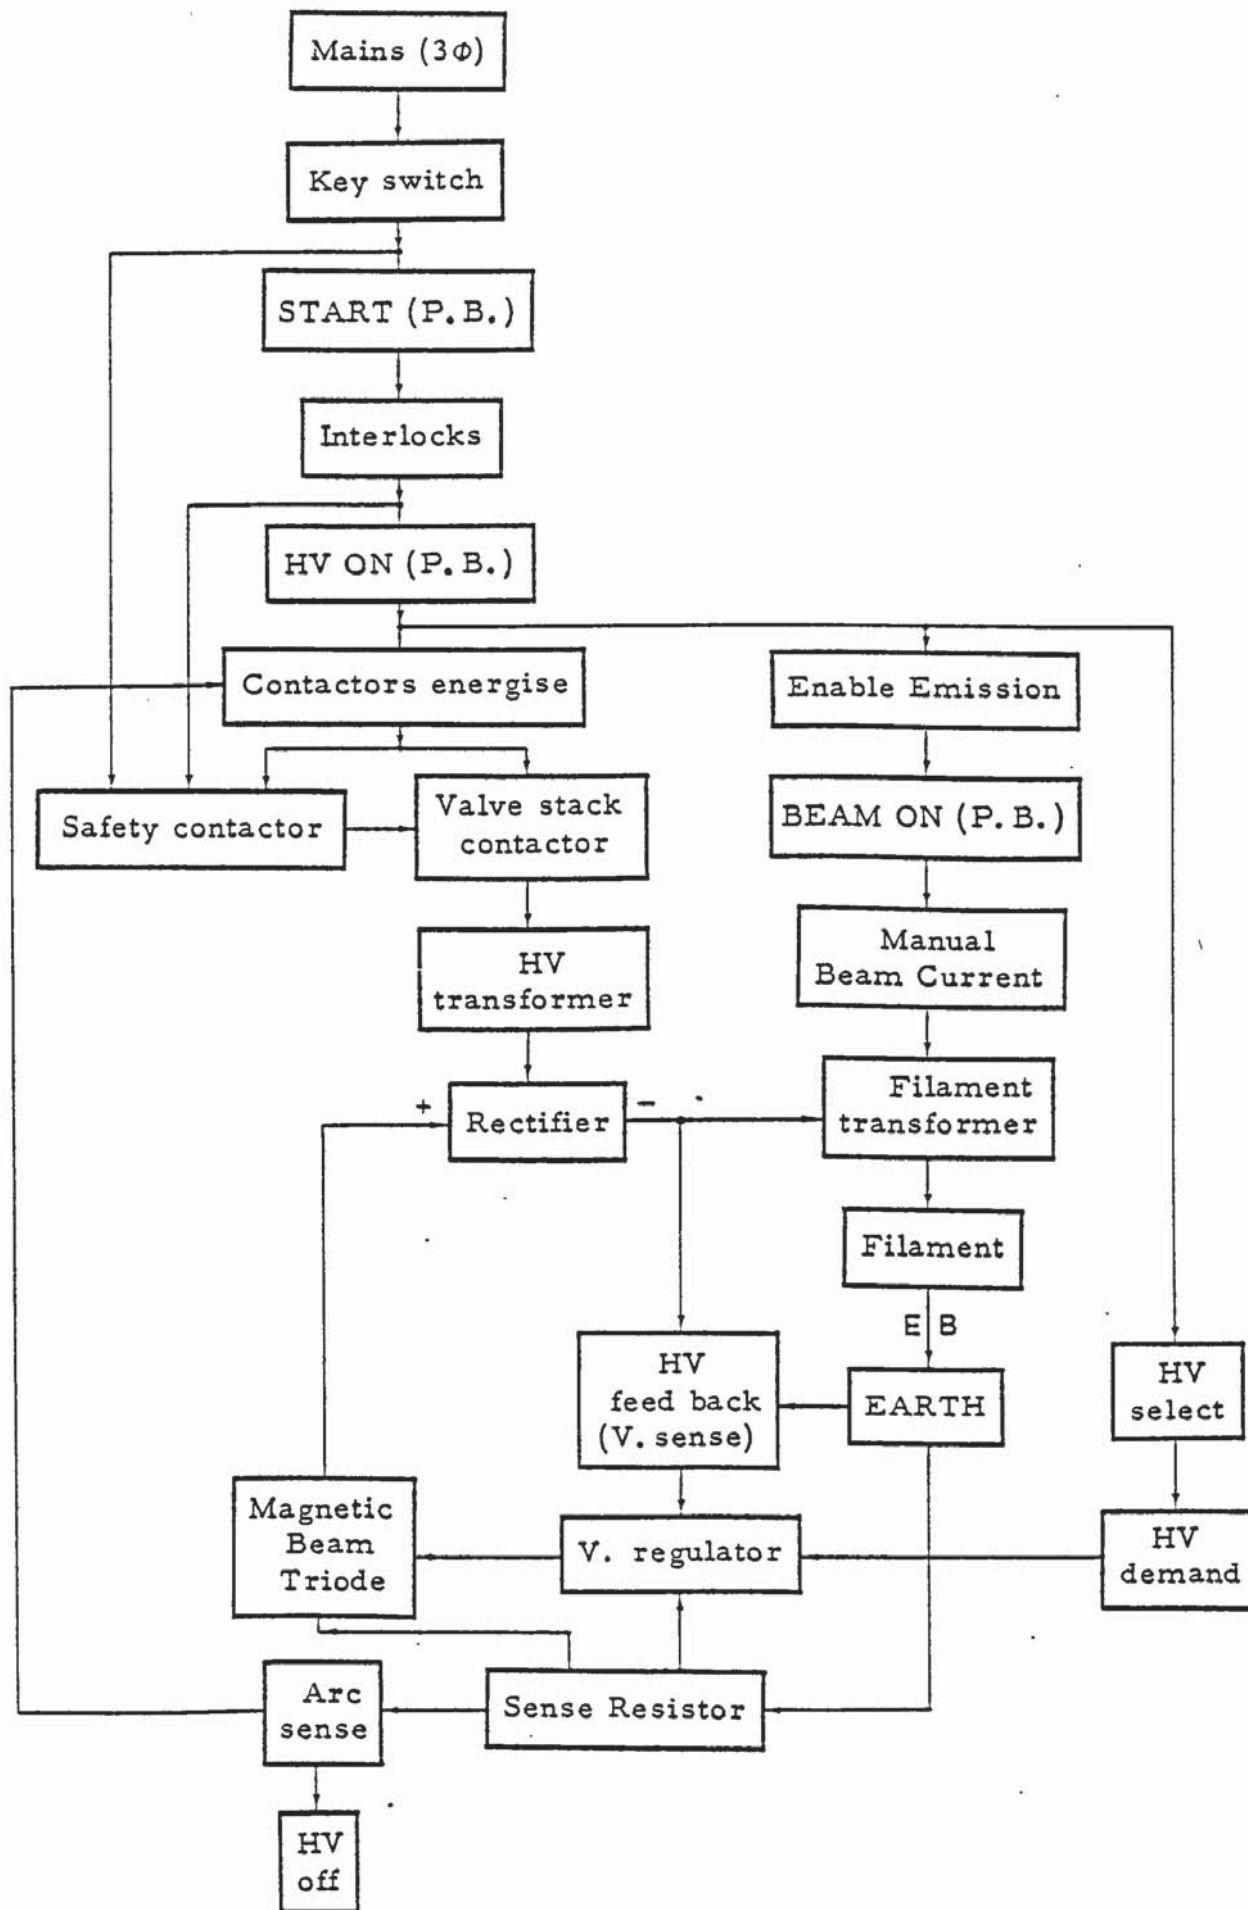 Mains (3Φ)
Key switch
START (P.B.)
Interlocks
HV ON (P.B.)
Contactors energise
Enable Emission
Safety contactor
Valve stack
contactor
BEAM ON (P.B.)
HV
transformer
Manual
Beam Current
+
Rectifier
-
Filament
transformer
Filament
E B
HV
feed back
(V. sense)
EARTH
HV
select
Magnetic
Beam
Triode
V. regulator
HV
demand
Arc
sense
Sense Resistor
HV
off